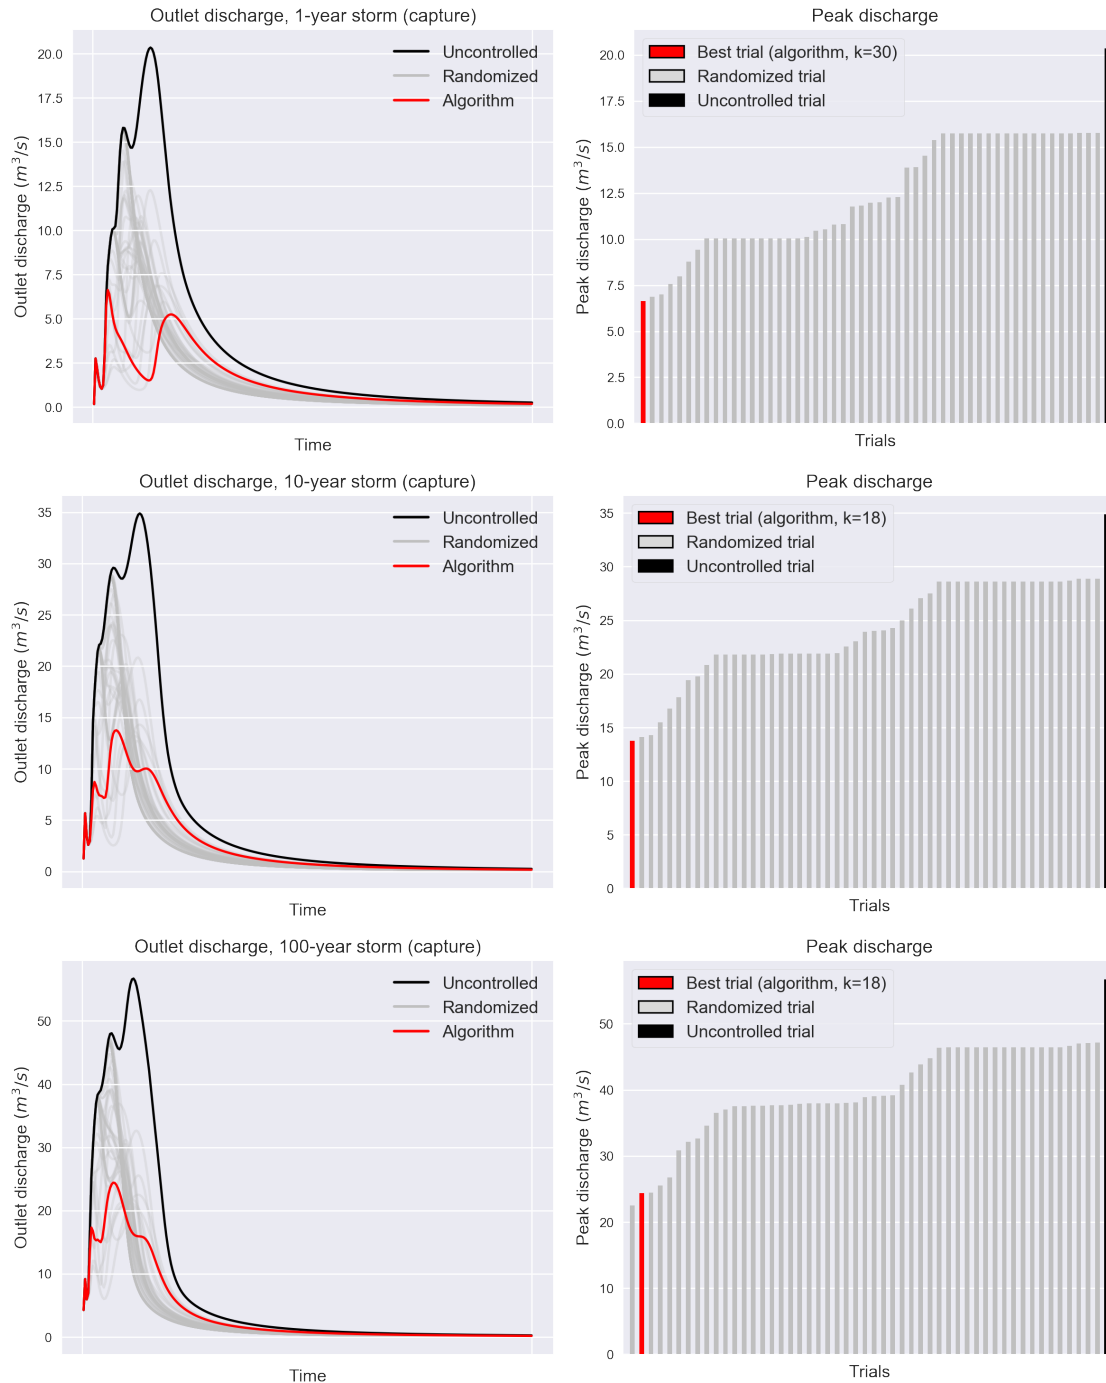 Outlet discharge, 1-year storm (capture)
Outlet discharge (m³/s)
20.0
17.5
15.0
12.5
10.0
7.5
5.0
2.5
0.0
Uncontrolled
Randomized
Algorithm
Time
Peak discharge
Peak discharge (m³/s)
20.0
17.5
15.0
12.5
10.0
7.5
5.0
2.5
0.0
Best trial (algorithm, k=30)
Randomized trial
Uncontrolled trial
Trials
Outlet discharge, 10-year storm (capture)
Outlet discharge (m³/s)
35
30
25
20
15
10
5
0
Uncontrolled
Randomized
Algorithm
Time
Peak discharge
Peak discharge (m³/s)
35
30
25
20
15
10
5
0
Best trial (algorithm, k=18)
Randomized trial
Uncontrolled trial
Trials
Outlet discharge, 100-year storm (capture)
Outlet discharge (m³/s)
50
40
30
20
10
0
Uncontrolled
Randomized
Algorithm
Time
Peak discharge
Peak discharge (m³/s)
50
40
30
20
10
0
Best trial (algorithm, k=18)
Randomized trial
Uncontrolled trial
Trials